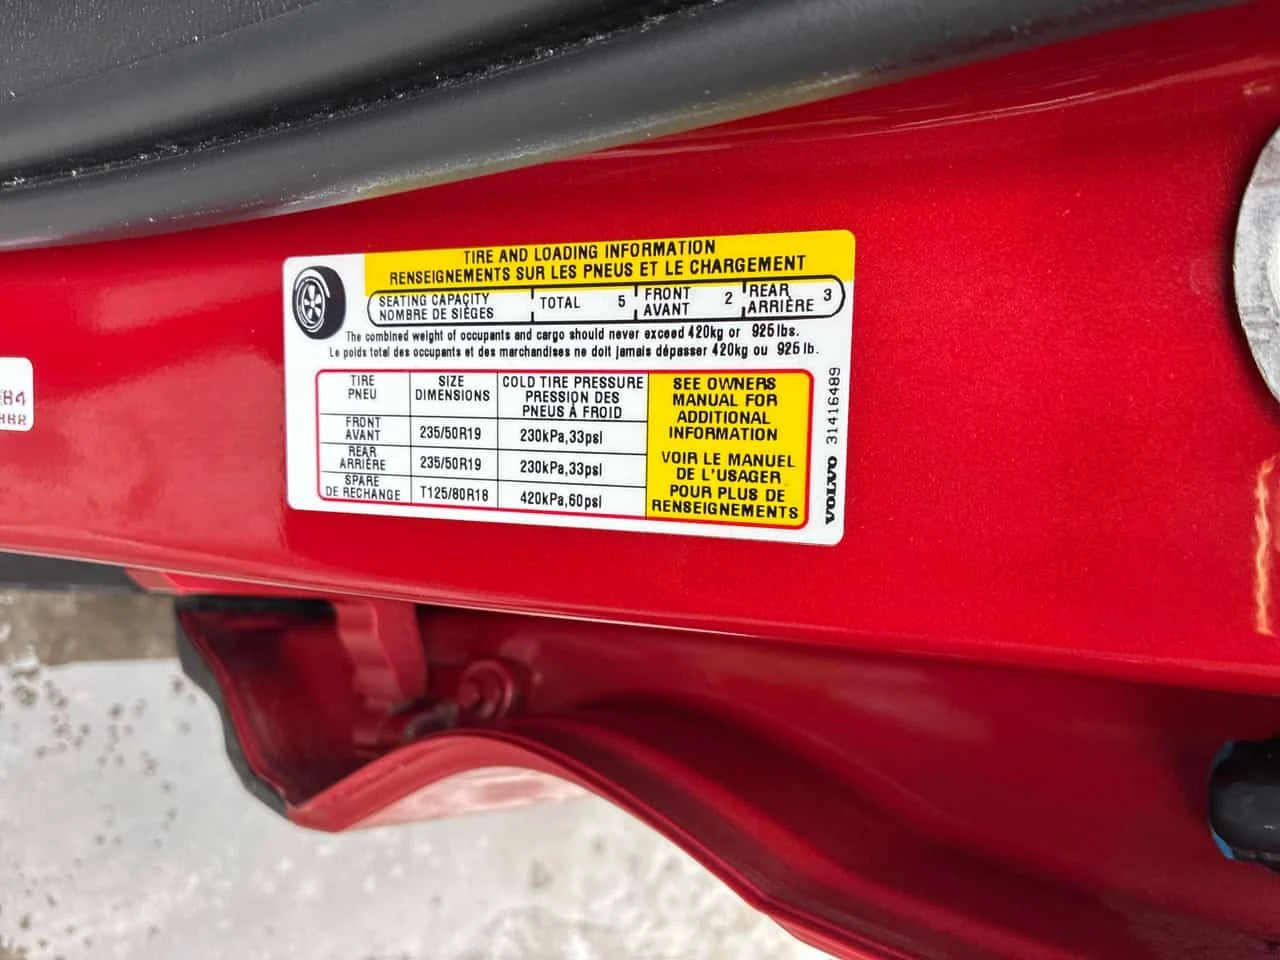 TIRE AND LOADING INFORMATION
RENSEIGNEMENTS SUR LES PNEUS ET LE CHARGEMENT
SEATING CAPACITY
NOMBRE DE SIÈGES
TOTAL 5
FRONT
AVANT 2
REAR
ARRIÈRE 3
The combined weight of occupants and cargo should never exceed 420kg or 925 lbs.
Le poids total des occupants et des marchandises ne doit jamais dépasser 420kg ou 925 lb.
TIRE
PNEU
SIZE
DIMENSIONS
COLD TIRE PRESSURE
PRESSION DES
PNEUS À FROID
FRONT
AVANT
235/50R19
230kPa,33psi
REAR
ARRIÈRE
235/50R19
230kPa,33psi
SPARE
DE RECHANGE
T125/80R18
420kPa,60psi
SEE OWNERS
MANUAL FOR
ADDITIONAL
INFORMATION
VOIR LE MANUEL
DE L'USAGER
POUR PLUS DE
RENSEIGNEMENTS
VOLVO 31416489